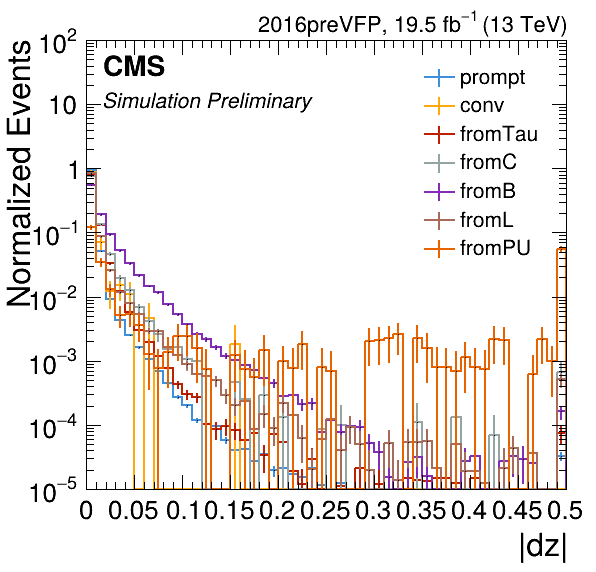 2016preVFP, 19.5 fb⁻¹ (13 TeV)
CMS
Simulation Preliminary
prompt
conv
fromTau
fromC
fromB
fromL
fromPU
Normalized Events
10²
10
1
10⁻¹
10⁻²
10⁻³
10⁻⁴
10⁻⁵
0 0.05 0.1 0.15 0.2 0.25 0.3 0.35 0.4 0.45 0.5
|dz|